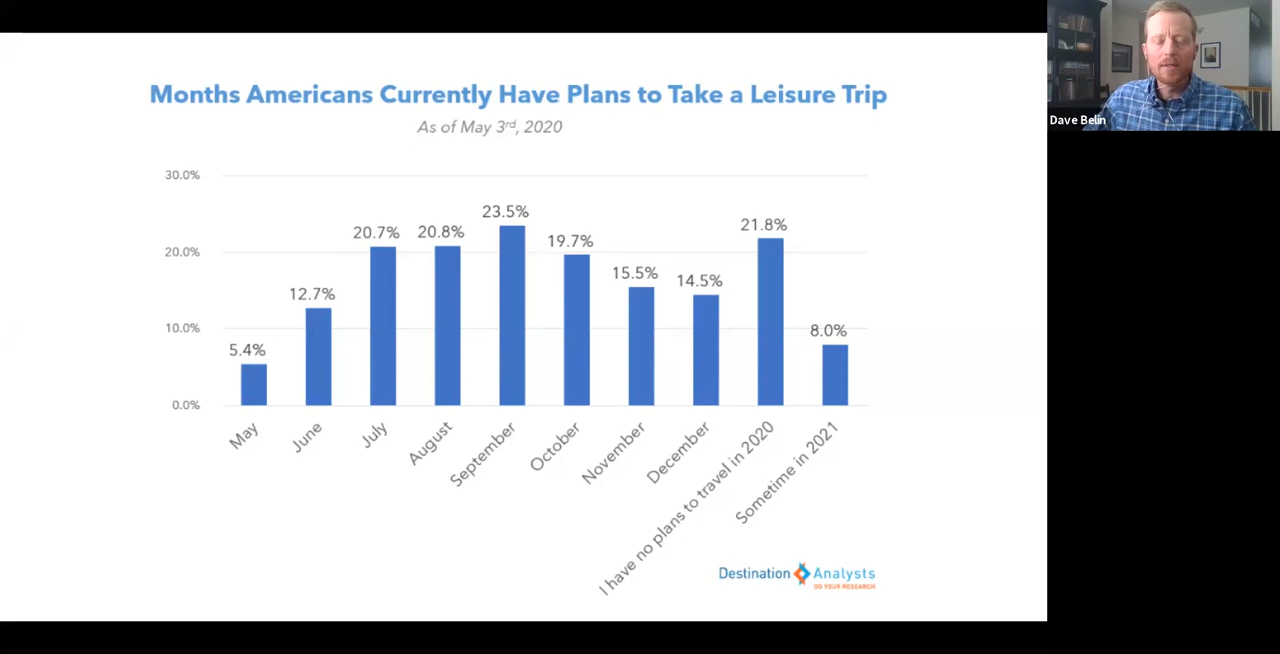 Months Americans Currently Have Plans to Take a Leisure Trip
As of May 3rd, 2020
30.0%
20.0%
10.0%
0.0%
5.4%
12.7%
20.7%
20.8%
23.5%
19.7%
15.5%
14.5%
21.8%
8.0%
May
June
July
August
September
October
November
December
I have no plans to travel in 2020
Sometime in 2021
Destination Analysts
DO YOUR RESEARCH
Dave Belin